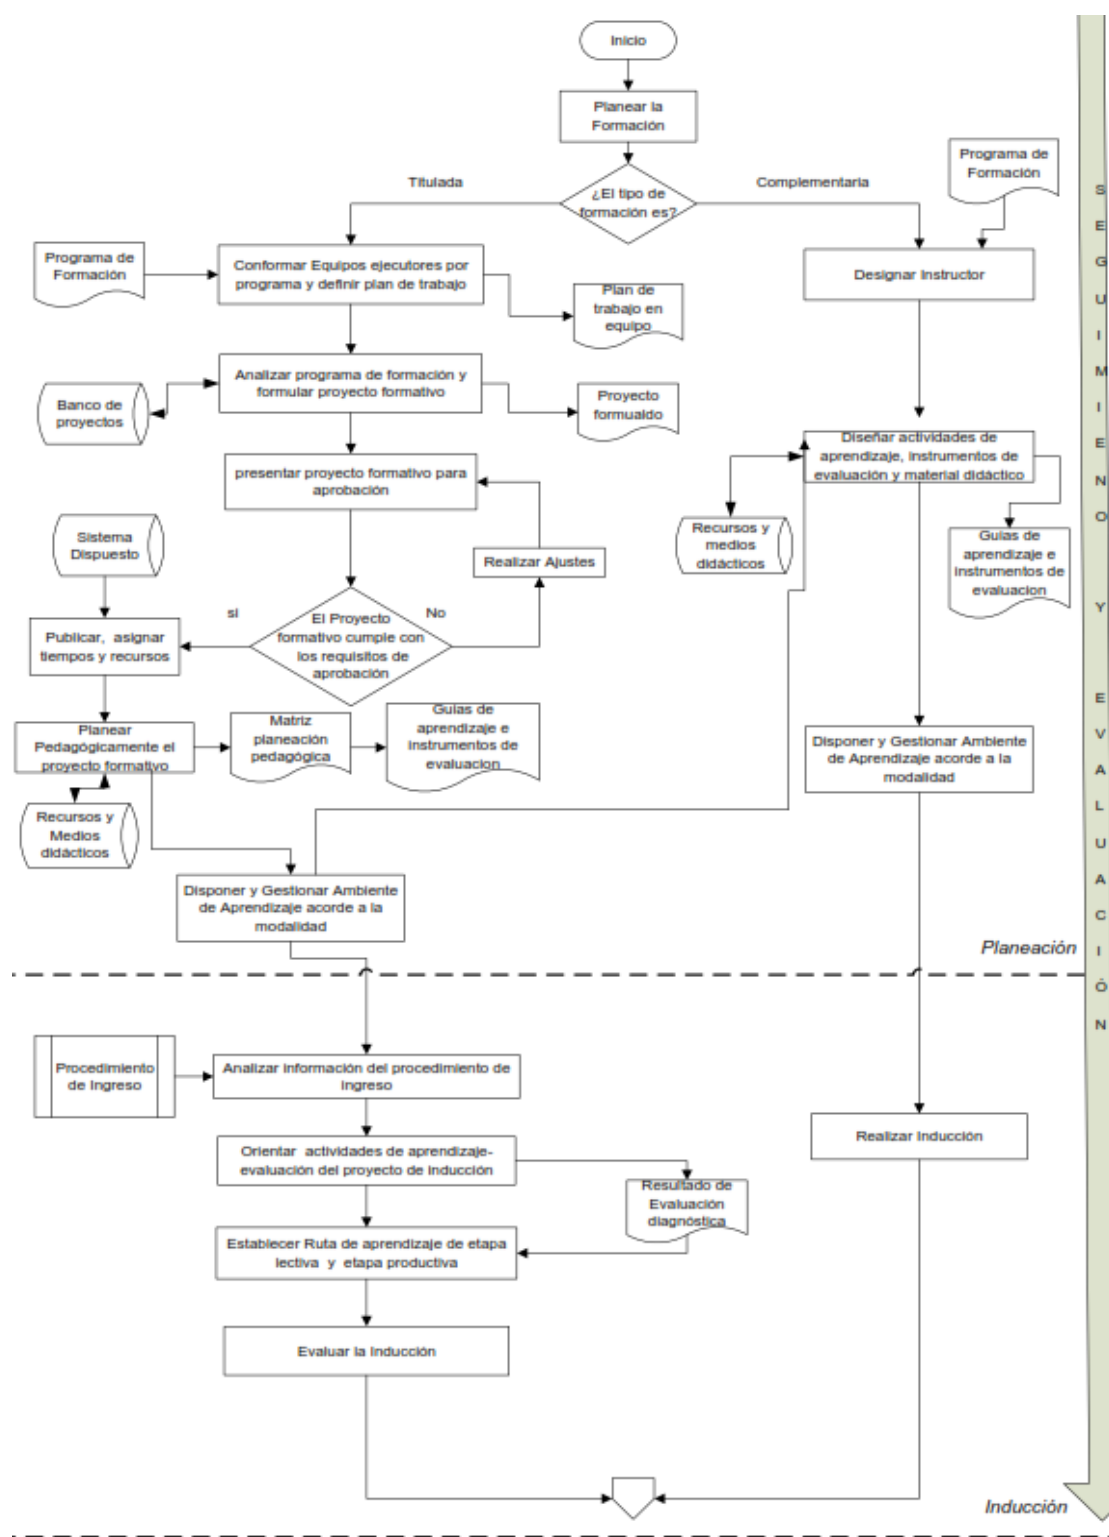 Inicio
Planear la
Formación
¿El tipo de
formación es?
Titulada
Complementaria
Programa de
Formación
Programa de
Formación
Conformar Equipos ejecutores por
programa y definir plan de trabajo
Designar Instructor
Plan de
trabajo en
equipo
Analizar programa de formación y
formular proyecto formativo
Banco de
proyectos
Proyecto
formualdo
presentar proyecto formativo para
aprobación
Diseñar actividades de
aprendizaje, instrumentos de
evaluación y material didáctico
Sistema
Dispuesto
Realizar Ajustes
Recursos y
medios
didácticos
Guías de
aprendizaje e
instrumentos de
evaluacion
si
No
El Proyecto
formativo cumple con
los requisitos de
aprobación
Publicar, asignar
tiempos y recursos
Planear
Pedagógicamente el
proyecto formativo
Matriz
planeación
pedagógica
Guías de
aprendizaje e
instrumentos de
evaluacion
Disponer y Gestionar Ambiente
de Aprendizaje acorde a la
modalidad
Recursos y
Medios
didácticos
Disponer y Gestionar Ambiente
de Aprendizaje acorde a la
modalidad
Planeación
Procedimiento
de Ingreso
Analizar información del procedimiento de
ingreso
Orientar actividades de aprendizaje-
evaluación del proyecto de inducción
Realizar Inducción
Resultado de
Evaluación
diagnóstica
Establecer Ruta de aprendizaje de etapa
lectiva y etapa productiva
Evaluar la Inducción
Inducción
SEGUIMIENO Y EVALUACIÓN